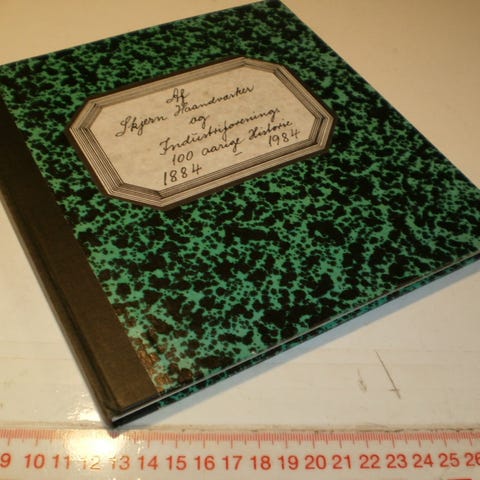 Af
Skjern Haandværker
og
Industriforenings
100 aarige Historie
1884 – 1984
9 10 11 12 13 14 15 16 17 18 19 20 21 22 23 24 25 26